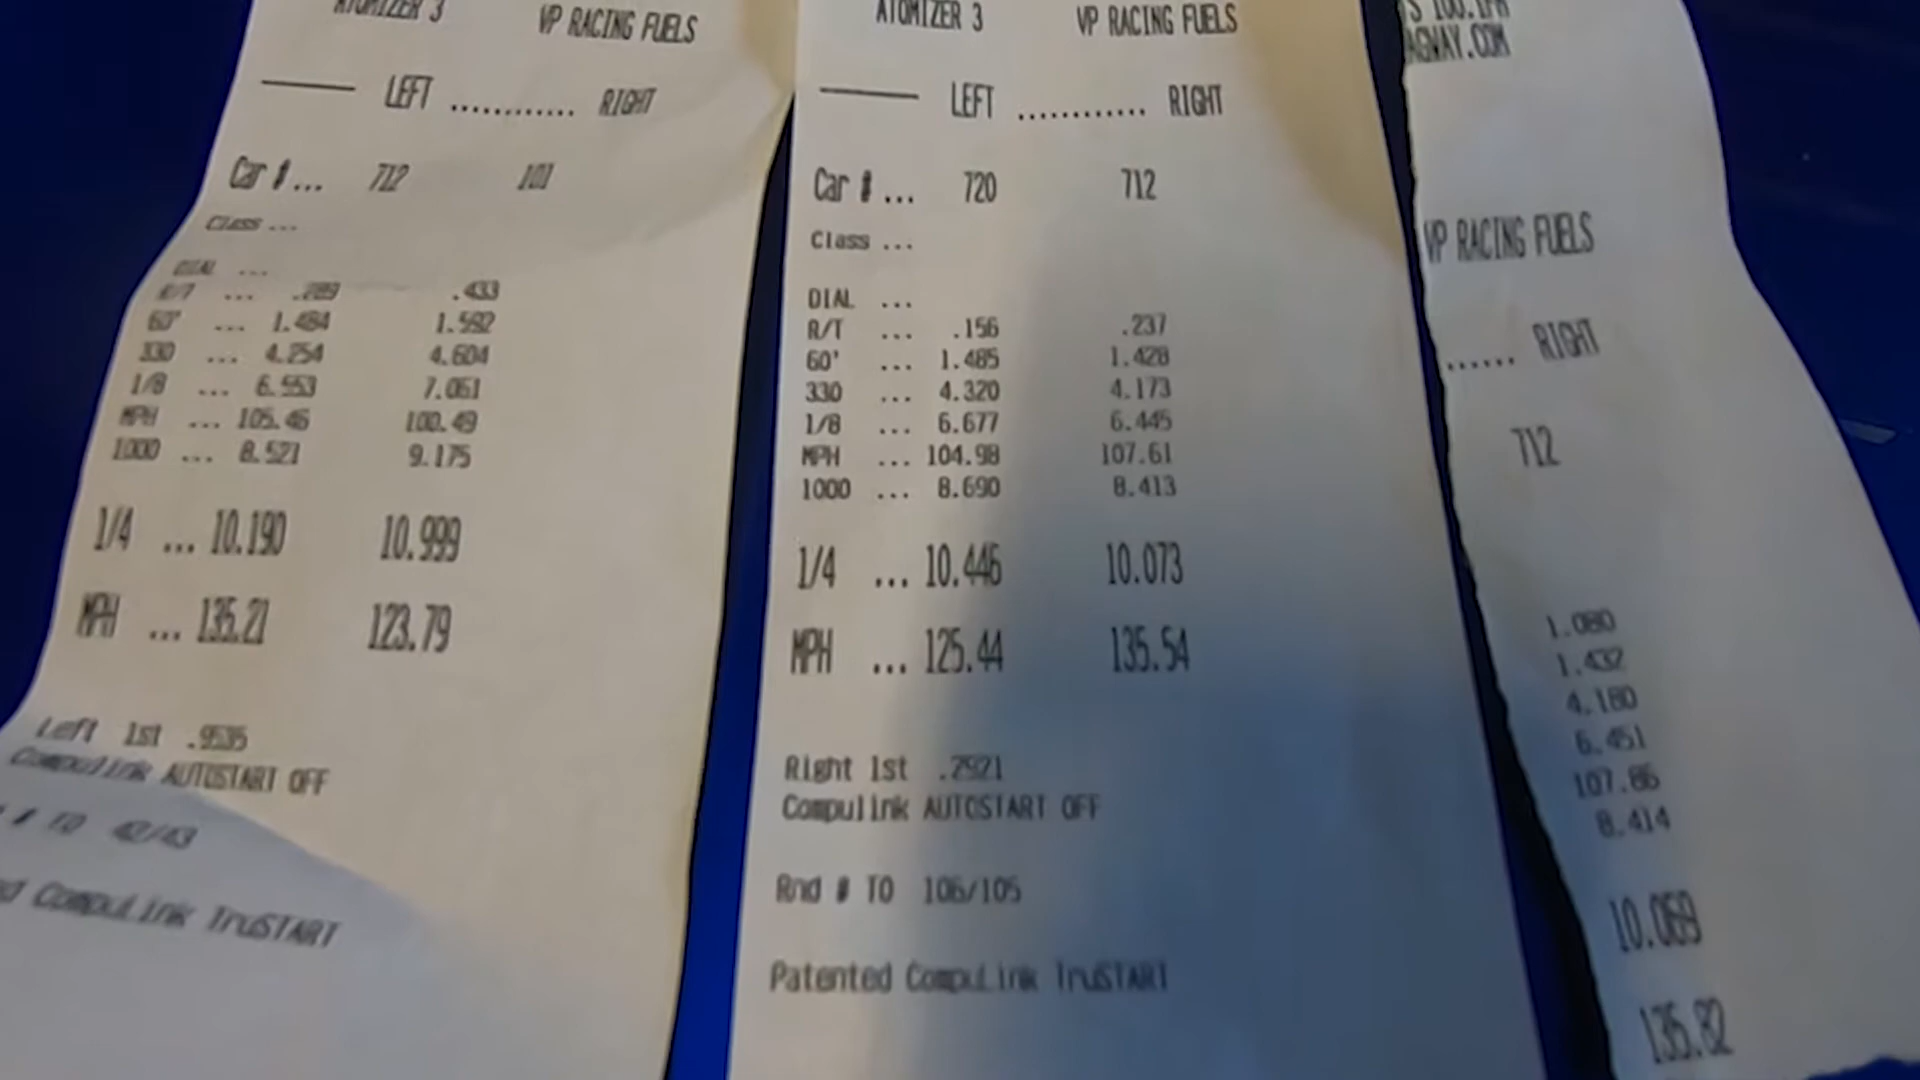 ATOMIZER 3 VP RACING FUELS
LEFT ............ RIGHT
Car # ... 712 101
Class ...
DIAL ...
R/T ... .289 .433
60' ... 1.484 1.592
330 ... 4.254 4.604
1/8 ... 6.553 7.061
MPH ... 105.46 100.49
1000 ... 8.521 9.175
1/4 ... 10.190 10.999
MPH ... 135.21 123.79
Left 1st .9535
Compulink AUTOSTART OFF
# TO 42/43
CompuLink TruSTART
ATOMIZER 3 VP RACING FUELS
LEFT ............ RIGHT
Car # ... 720 712
Class ...
DIAL ...
R/T ... .156 .237
60' ... 1.485 1.428
330 ... 4.320 4.173
1/8 ... 6.677 6.445
MPH ... 104.98 107.61
1000 ... 8.690 8.413
1/4 ... 10.446 10.073
MPH ... 125.44 135.54
Right 1st .2921
Compulink AUTOSTART OFF
Rnd # TO 106/105
Patented CompuLink TruSTART
AGWAY.COM
VP RACING FUELS
...... RIGHT
712
1.080
1.432
4.180
6.451
107.86
8.414
10.069
135.82